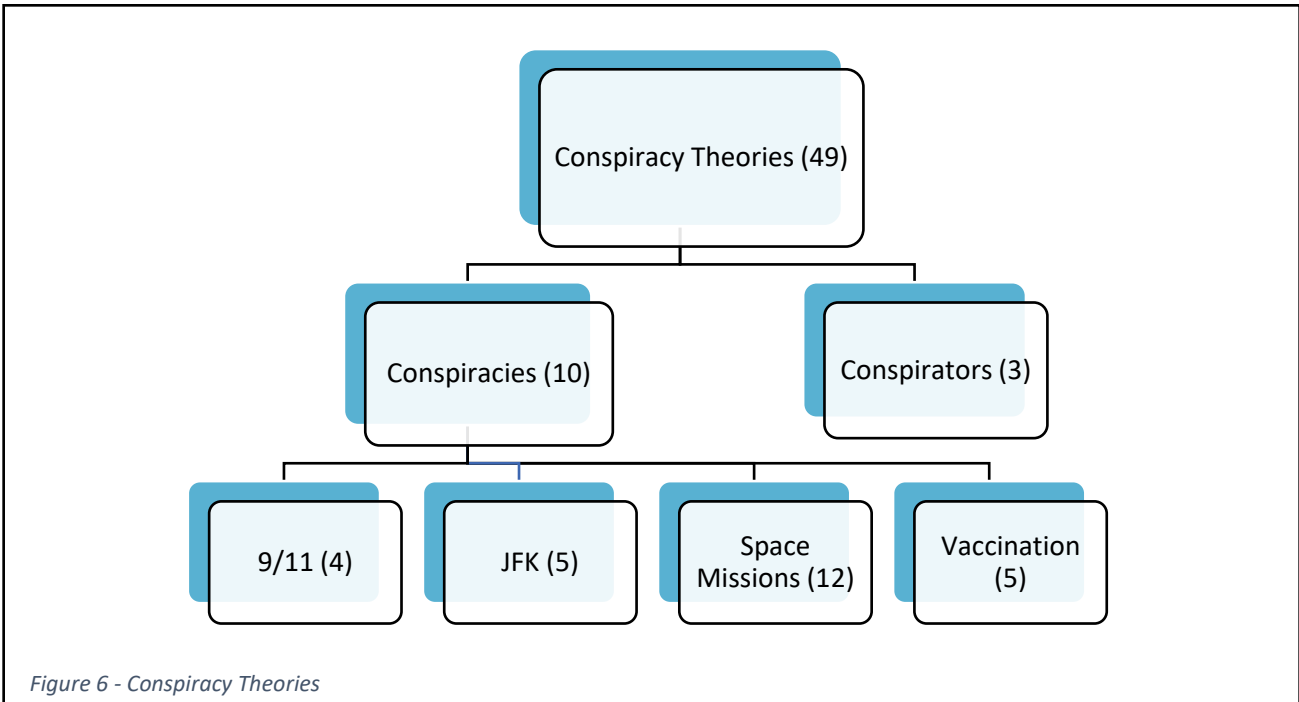 Conspiracy Theories (49)
Conspiracies (10)
Conspirators (3)
9/11 (4)
JFK (5)
Space
Missions (12)
Vaccination
(5)
Figure 6 - Conspiracy Theories